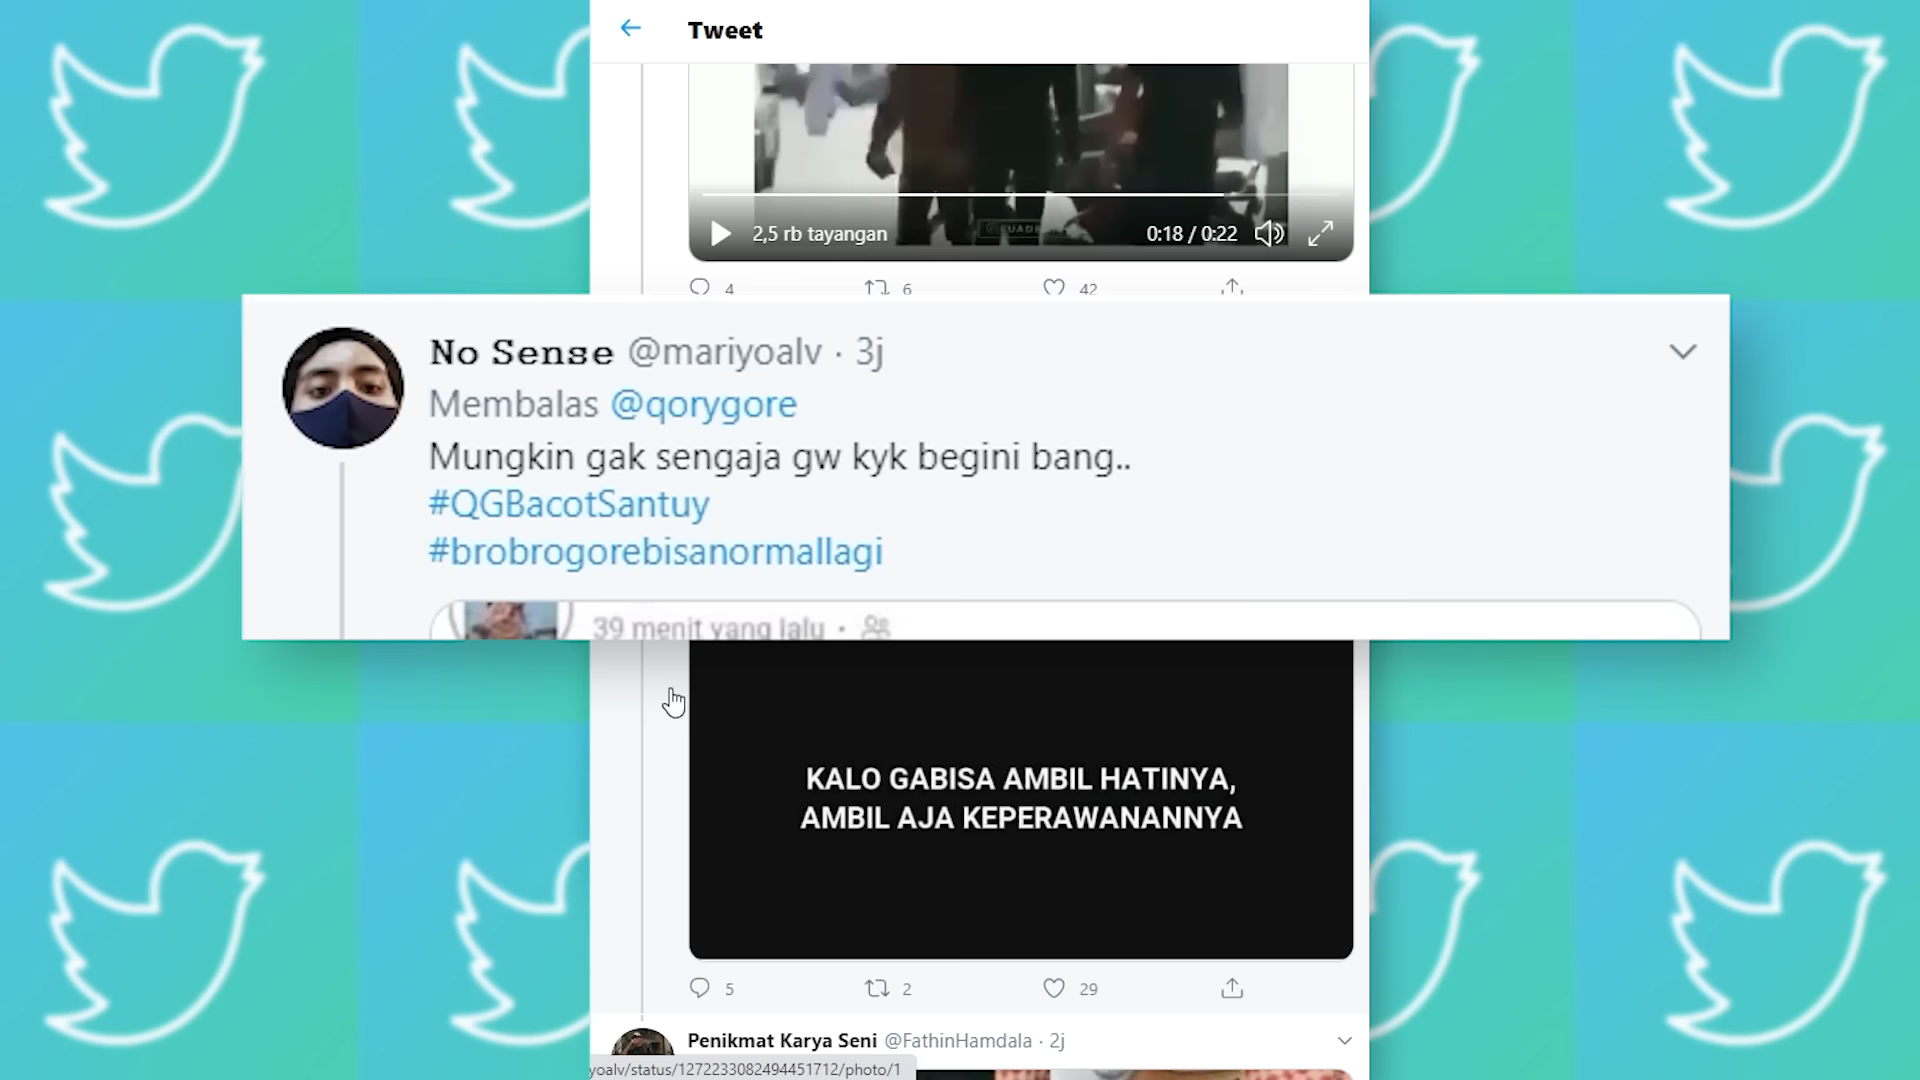 Tweet
2,5 rb tayangan
0:18 / 0:22
4
6
42
No Sense @mariyoalv · 3j
Membalas @qorygore
Mungkin gak sengaja gw kyk begini bang..
#QGBacotSantuy
#brobrogorebisanormallagi
39 menit yang lalu ·
KALO GABISA AMBIL HATINYA,
AMBIL AJA KEPERAWANANNYA
5
2
29
Penikmat Karya Seni @FathinHamdala · 2j
yoalv/status/1272233082494451712/photo/1